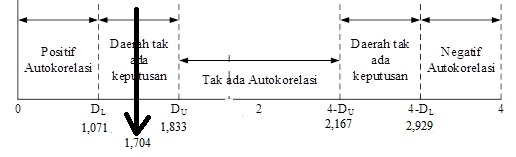 Positif
Autokorelasi
Daerah tak
ada
keputusan
Tak ada Autokorelasi
Daerah tak
ada
keputusan
Negatif
Autokorelasi
0 DL DU 2 4-DU 4-DL 4
1,071 1,833 2,167 2,929
1,704